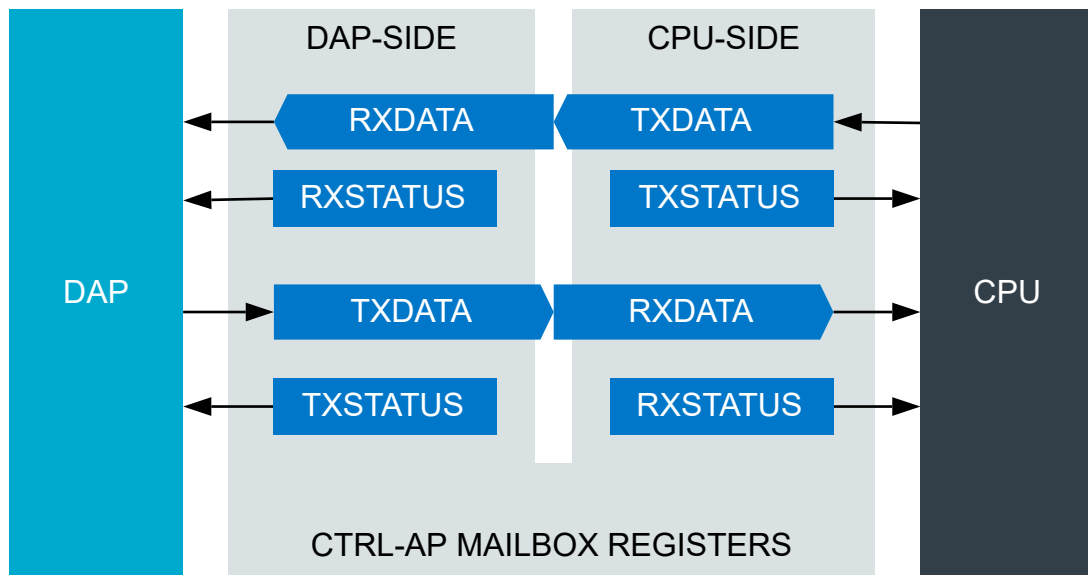 DAP-SIDE
CPU-SIDE
RXDATA
TXDATA
RXSTATUS
TXSTATUS
DAP
TXDATA
RXDATA
CPU
TXSTATUS
RXSTATUS
CTRL-AP MAILBOX REGISTERS